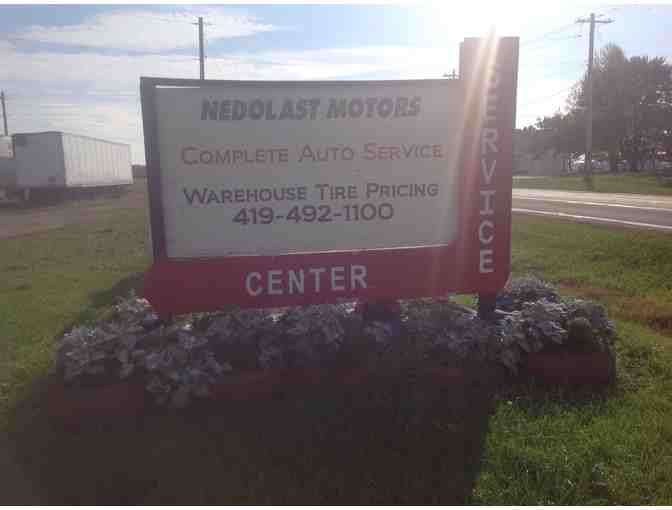 NEDOLAST MOTORS
COMPLETE AUTO SERVICE
WAREHOUSE TIRE PRICING
419-492-1100
SERVICE
CENTER